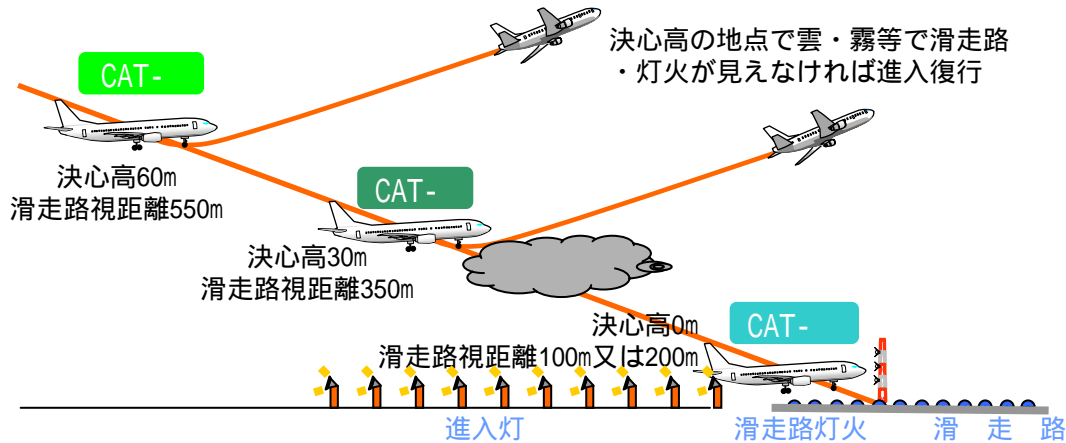 決心高の地点で雲・霧等で滑走路
・灯火が見えなければ進入復行
CAT-
決心高60m
滑走路視距離550m
CAT-
決心高30m
滑走路視距離350m
CAT-
決心高0m
滑走路視距離100m又は200m
進入灯
滑走路灯火
滑走路